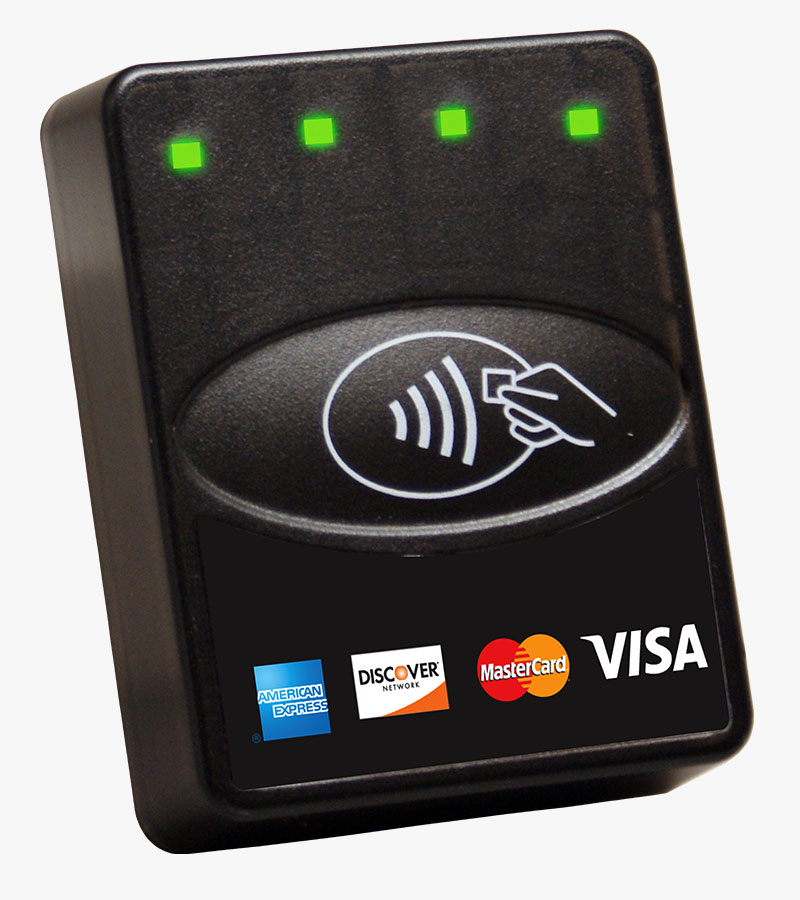 AMERICAN
EXPRESS
®
DISCOVER
NETWORK
MasterCard
VISA